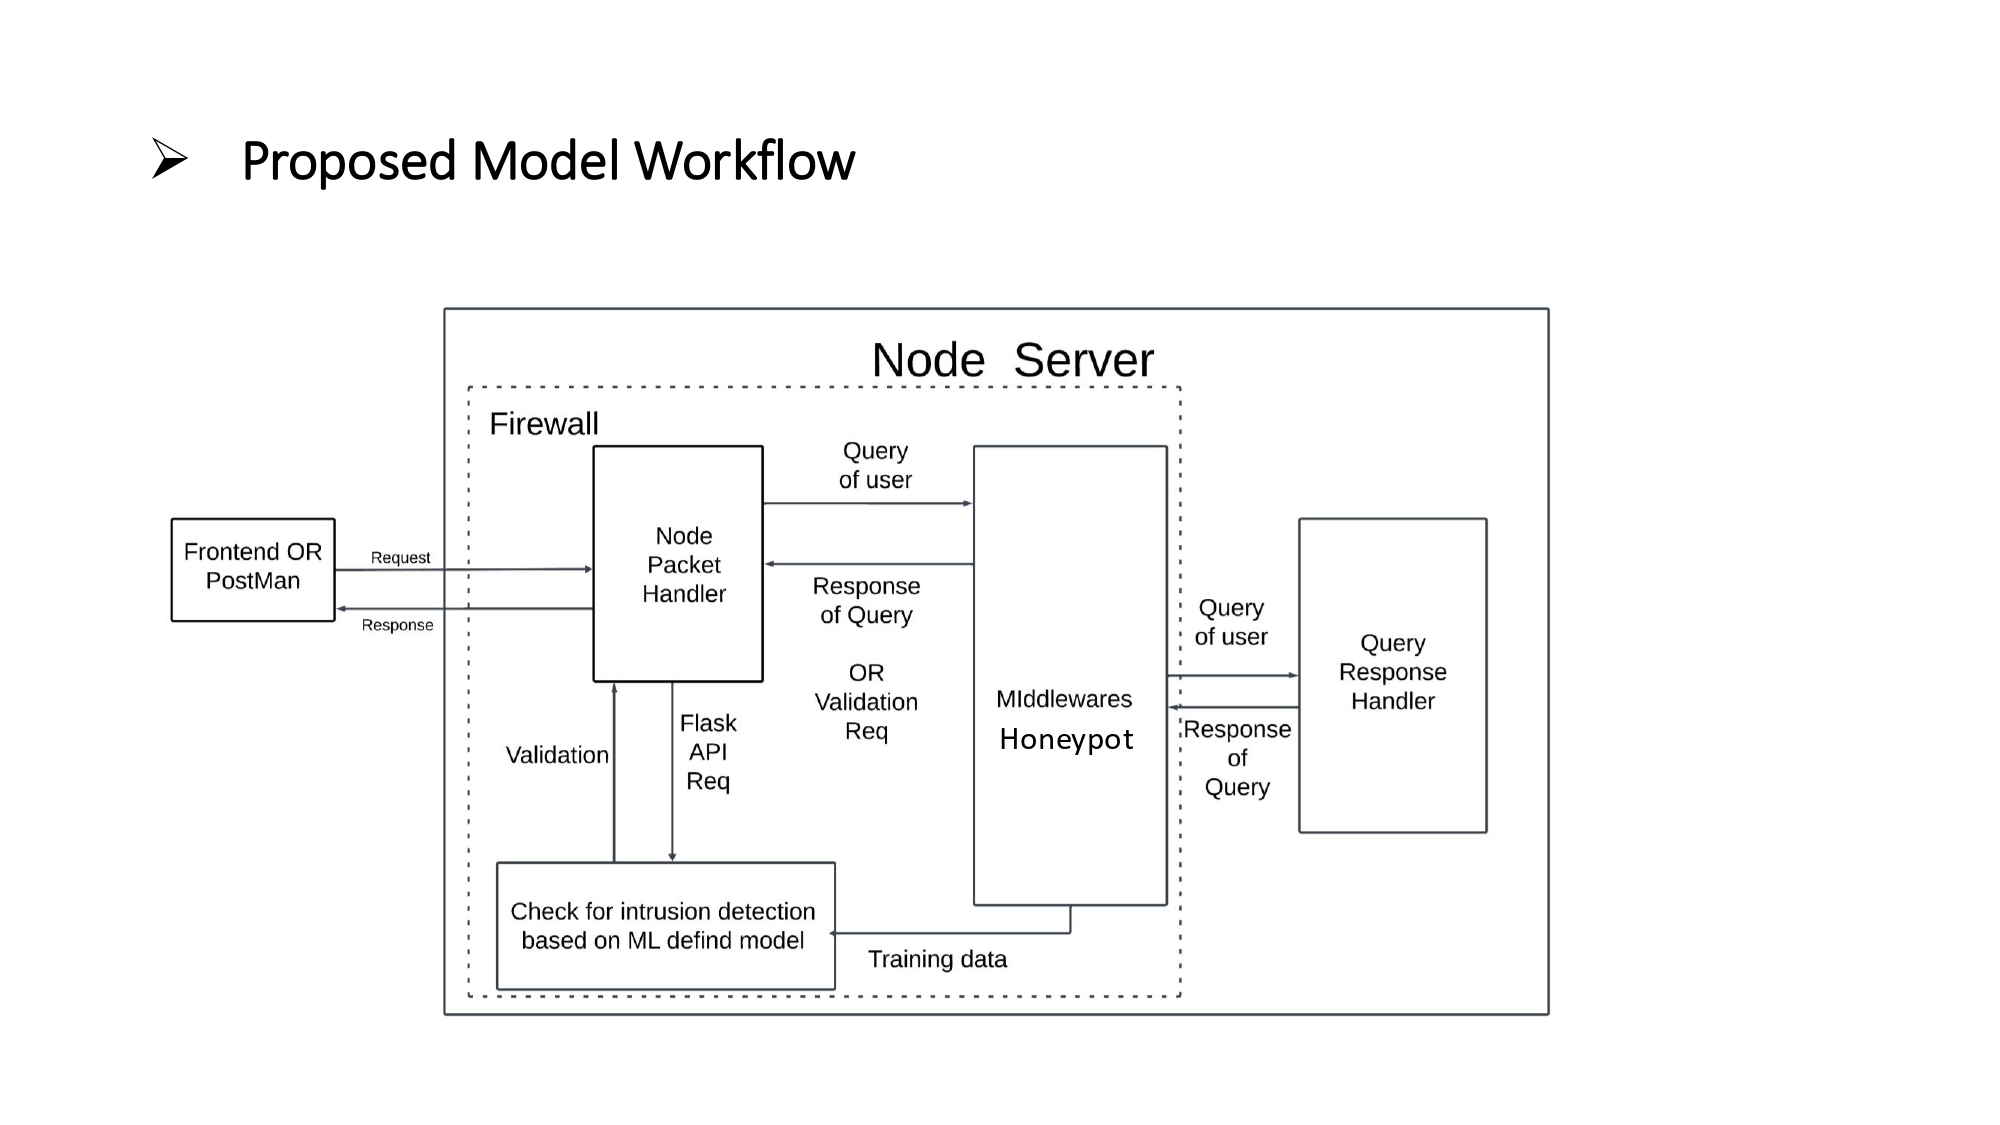 Proposed Model Workflow
Node Server
Firewall
Query
of user
Frontend OR
PostMan
Request
Response
Node
Packet
Handler
Response
of Query
OR
Validation
Req
Flask
API
Req
Validation
MIddlewares
Honeypot
Query
of user
Response
of
Query
Query
Response
Handler
Check for intrusion detection
based on ML defind model
Training data